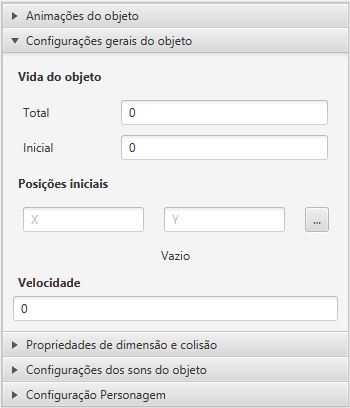 Animações do objeto
Configurações gerais do objeto
Vida do objeto
Total 0
Inicial 0
Posições iniciais
X Y ...
Vazio
Velocidade
0
Propriedades de dimensão e colisão
Configurações dos sons do objeto
Configuração Personagem